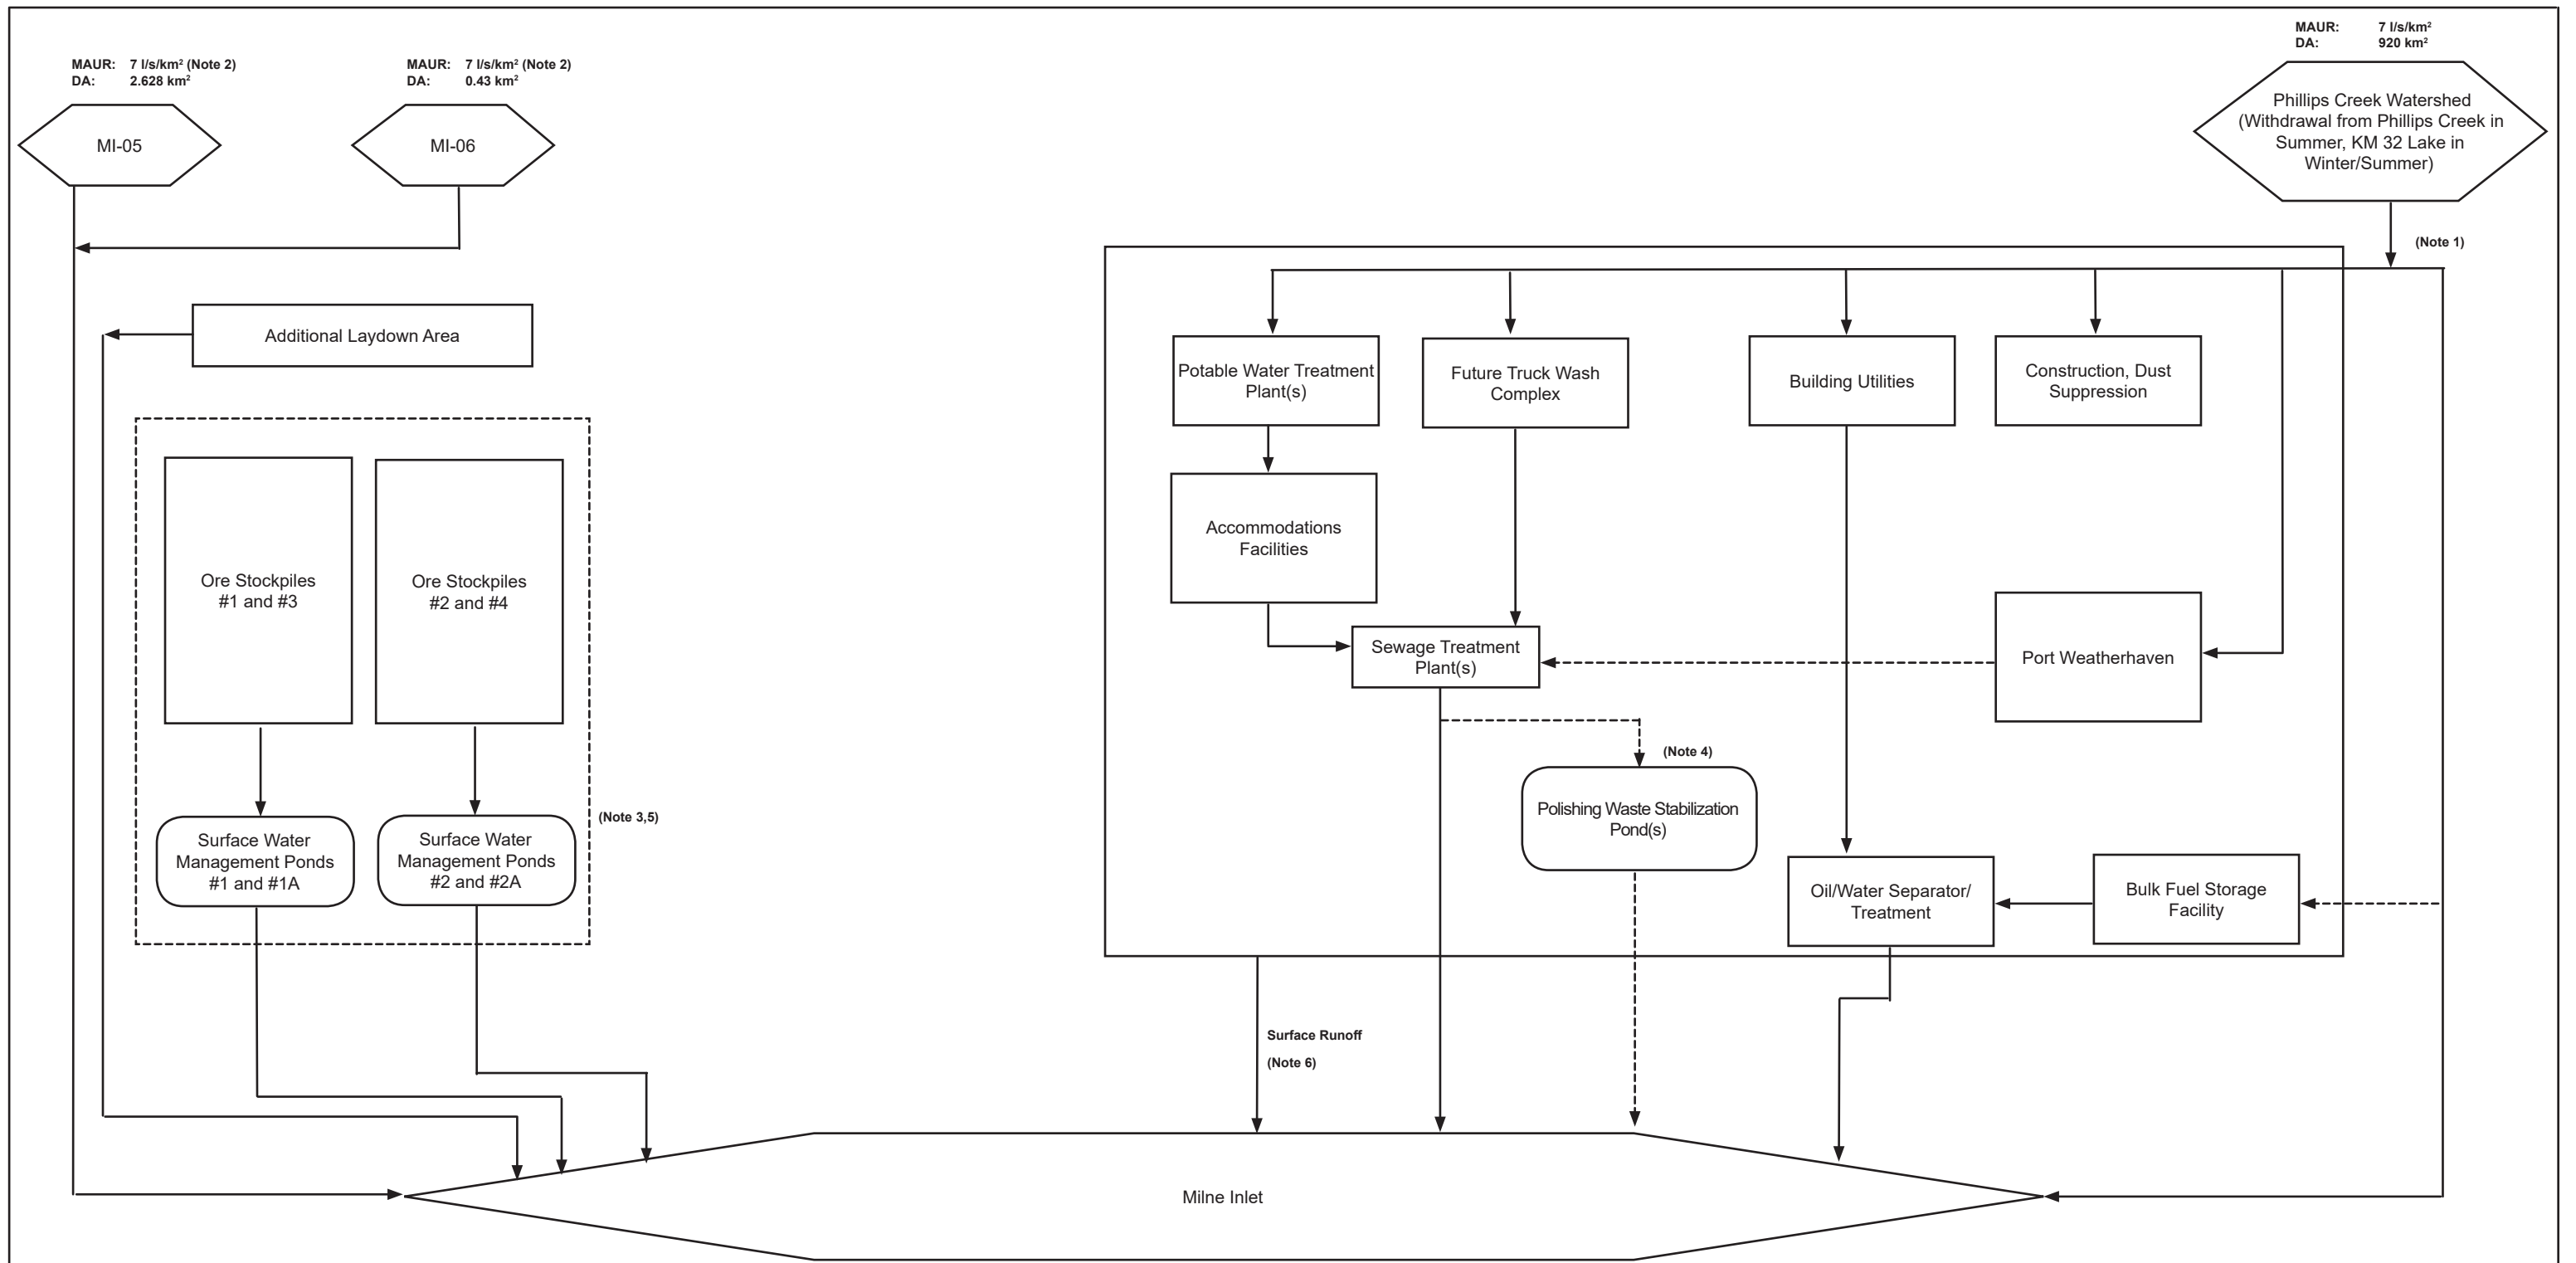 MAUR: 7 l/s/km² (Note 2)
DA: 2.628 km²
MI-05
MAUR: 7 l/s/km² (Note 2)
DA: 0.43 km²
MI-06
MAUR: 7 l/s/km²
DA: 920 km²
Phillips Creek Watershed
(Withdrawal from Phillips Creek in
Summer, KM 32 Lake in
Winter/Summer)
(Note 1)
Additional Laydown Area
Ore Stockpiles
#1 and #3
Ore Stockpiles
#2 and #4
Surface Water
Management Ponds
#1 and #1A
Surface Water
Management Ponds
#2 and #2A
(Note 3,5)
Potable Water Treatment
Plant(s)
Future Truck Wash
Complex
Building Utilities
Construction, Dust
Suppression
Accommodations
Facilities
Sewage Treatment
Plant(s)
Port Weatherhaven
(Note 4)
Polishing Waste Stabilization
Pond(s)
Oil/Water Separator/
Treatment
Bulk Fuel Storage
Facility
Surface Runoff
(Note 6)
Milne Inlet